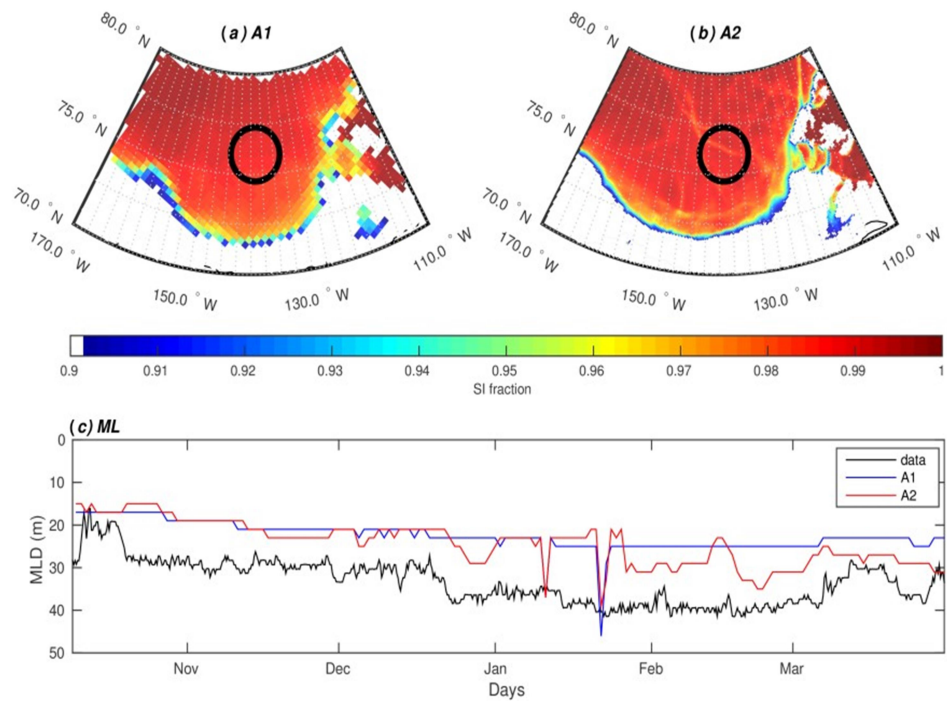 (a) A1
80.0 ° N
75.0 ° N
70.0 ° N
170.0 ° W
150.0 ° W
130.0 ° W
110.0 ° W
(b) A2
80.0 ° N
75.0 ° N
70.0 ° N
170.0 ° W
150.0 ° W
130.0 ° W
110.0 ° W
0.9 0.91 0.92 0.93 0.94 0.95 0.96 0.97 0.98 0.99 1
SI fraction
(c) ML
0
10
20
30
40
50
MLD (m)
data
A1
A2
Nov Dec Jan Feb Mar
Days